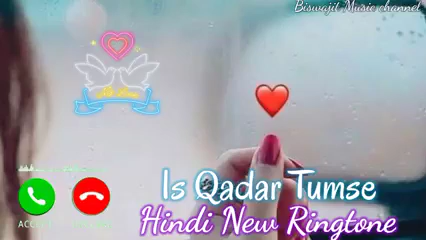 Biswajit Music channel
Is Qadar Tumse
Hindi New Ringtone